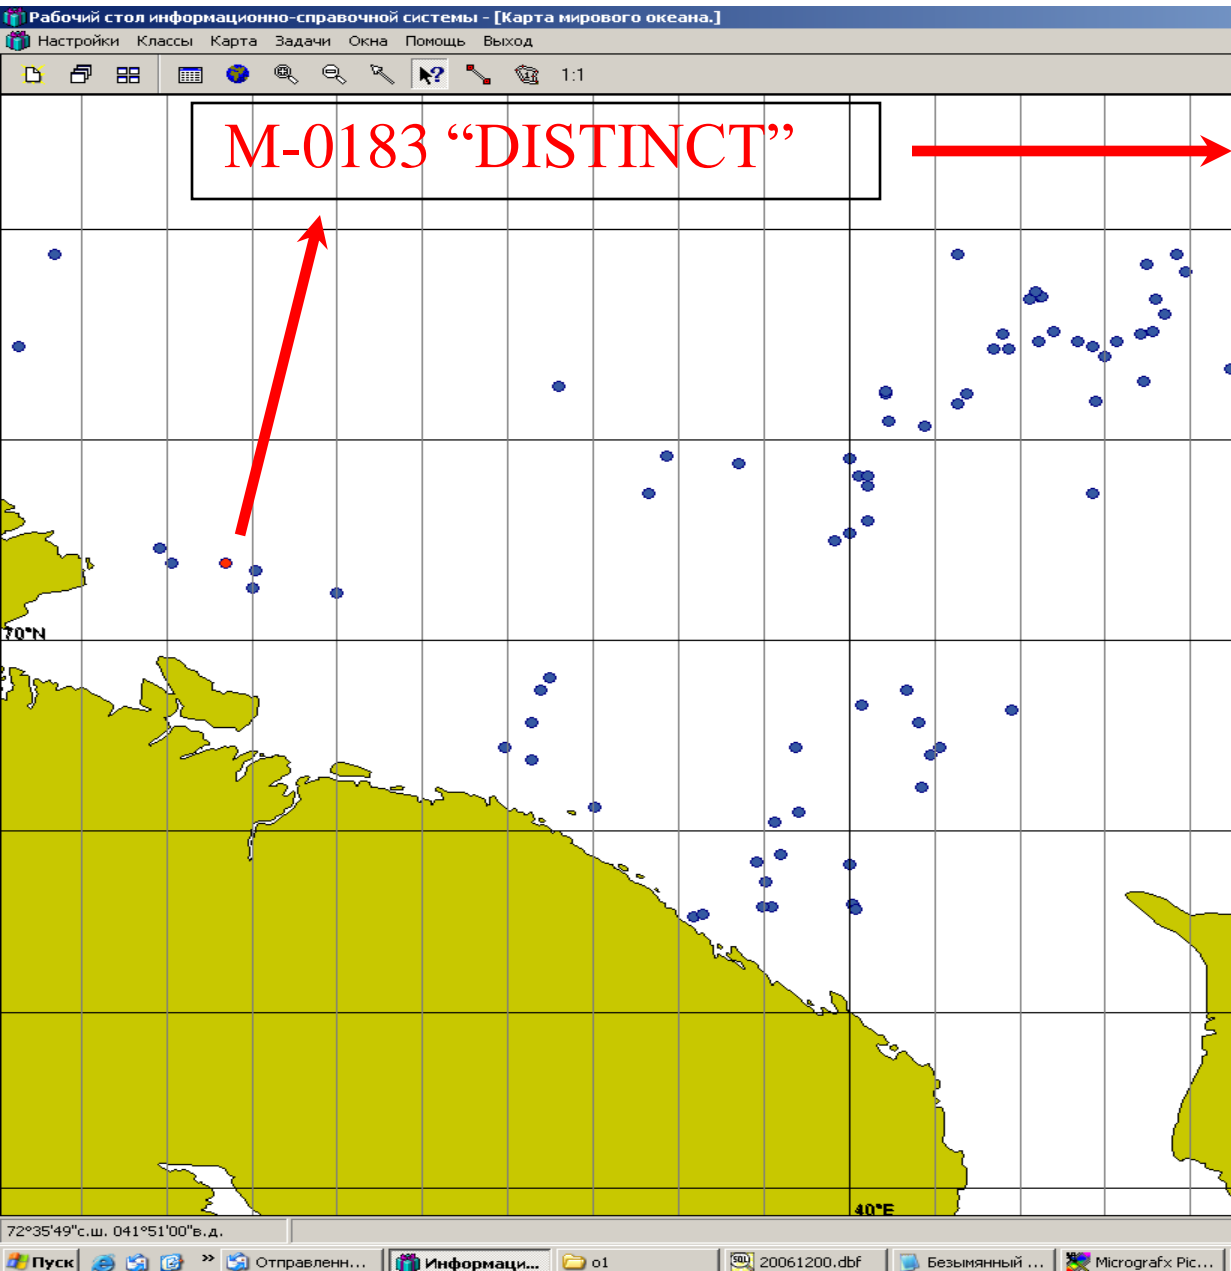 Рабочий стол информационно-справочной системы - [Карта мирового океана.]
Настройки Классы Карта Задачи Окна Помощь Выход
1:1
M-0183 “DISTINCT”
70°N
40°E
72°35'49"с.ш. 041°51'00"в.д.
Пуск » Отправленн... Информаци... o1 SQL 20061200.dbf Безымянный ... Micrografx Pic...